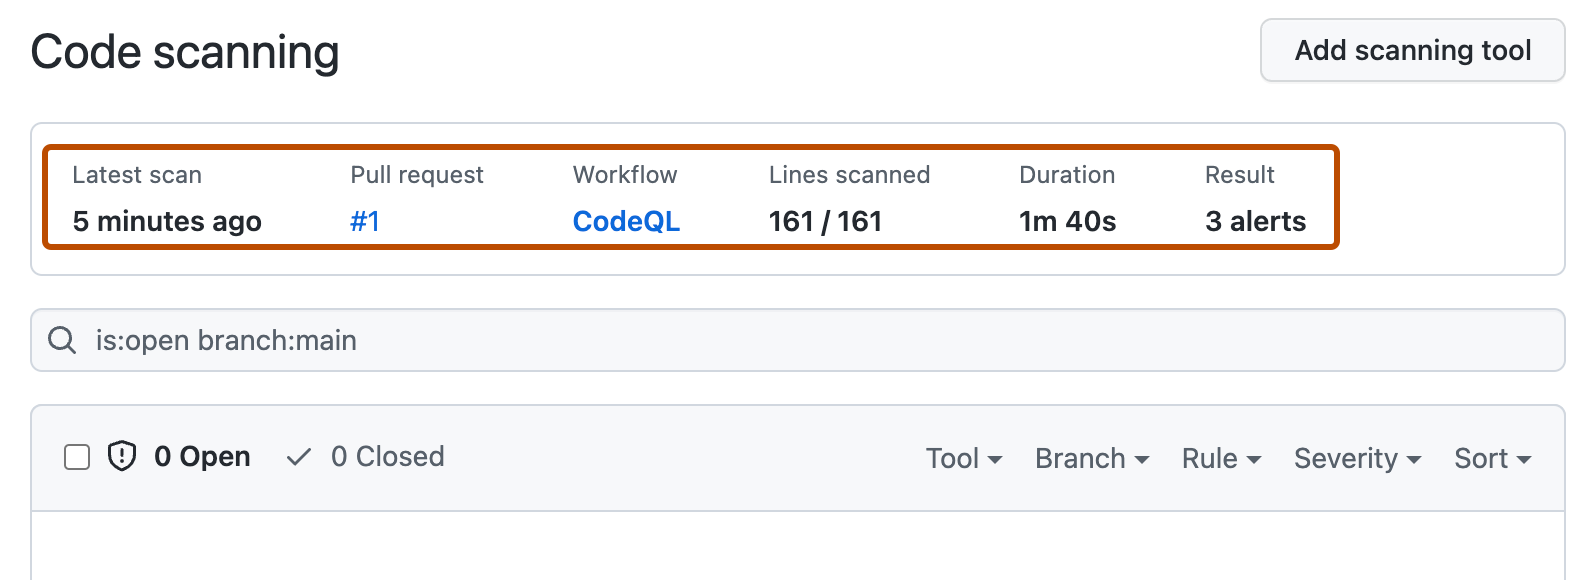 Code scanning
Add scanning tool
Latest scan Pull request Workflow Lines scanned Duration Result
5 minutes ago #1 CodeQL 161 / 161 1m 40s 3 alerts
is:open branch:main
0 Open 0 Closed Tool Branch Rule Severity Sort